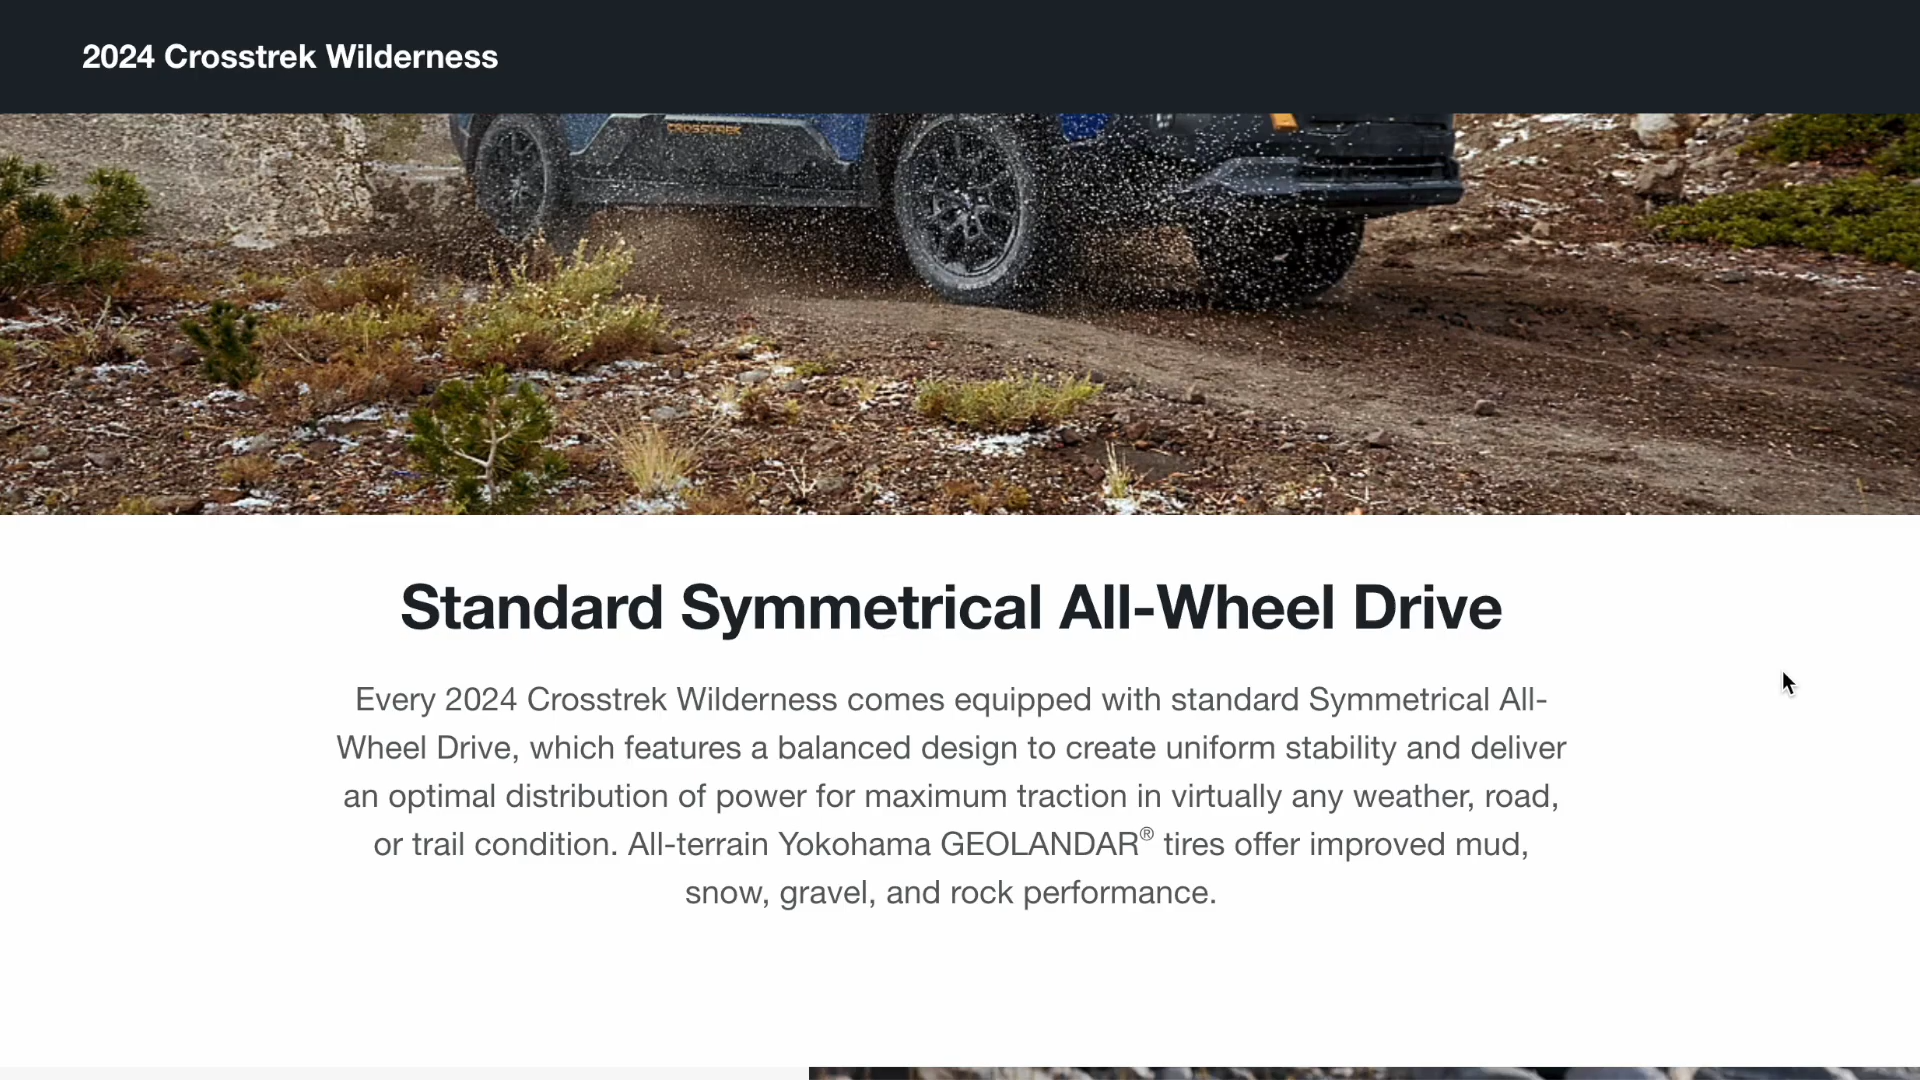 2024 Crosstrek Wilderness
CROSSTREK
Standard Symmetrical All-Wheel Drive
Every 2024 Crosstrek Wilderness comes equipped with standard Symmetrical All-
Wheel Drive, which features a balanced design to create uniform stability and deliver
an optimal distribution of power for maximum traction in virtually any weather, road,
or trail condition. All-terrain Yokohama GEOLANDAR® tires offer improved mud,
snow, gravel, and rock performance.